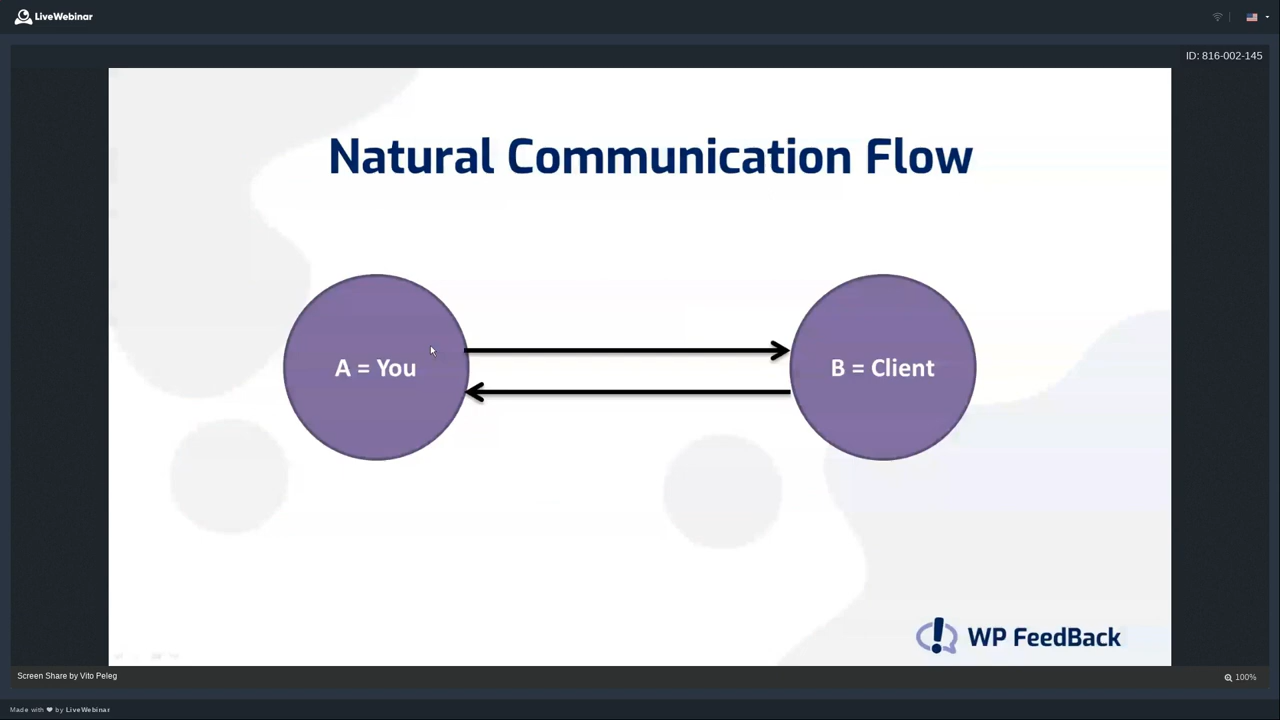 LiveWebinar
ID: 816-002-145
Natural Communication Flow
A = You
B = Client
WP FeedBack
Screen Share by Vito Peleg
100%
Made with ❤ by LiveWebinar